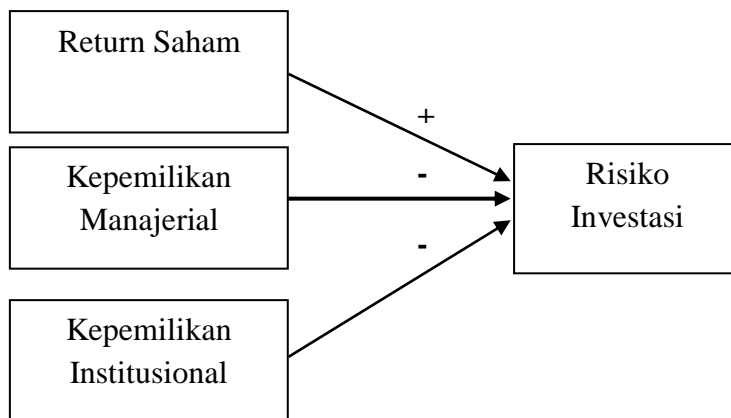 Return Saham
+
Kepemilikan
Manajerial
-
Risiko
Investasi
-
Kepemilikan
Institusional